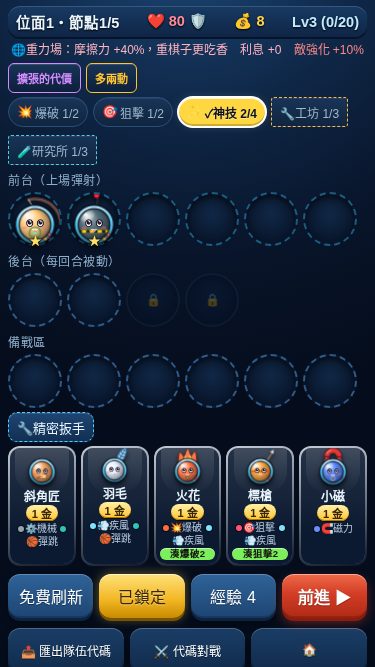 位面1・節點1/5 ❤️ 80 🛡️ 💰 8 Lv3 (0/20)
🌐重力場：摩擦力 +40%，重棋子更吃香 利息 +0 敵強化 +10%
擴張的代價 多兩動
💥 爆破 1/2 🎯 狙擊 1/2 ✓神技 2/4 🔧工坊 1/3
🧪研究所 1/3
前台（上場彈射）
後台（每回合被動）
備戰區
🔧精密扳手
斜角匠 羽毛 火花 標槍 小磁
1 金 1 金 1 金 1 金 1 金
⚙️機械 💨疾風 💥爆破 🎯狙擊 🧲磁力
🏀彈跳 🏀彈跳 💨疾風 💨疾風
湊爆破2 湊狙擊2
免費刷新 已鎖定 經驗 4 前進 ▶
📥 匯出隊伍代碼 ⚔️ 代碼對戰 🏠